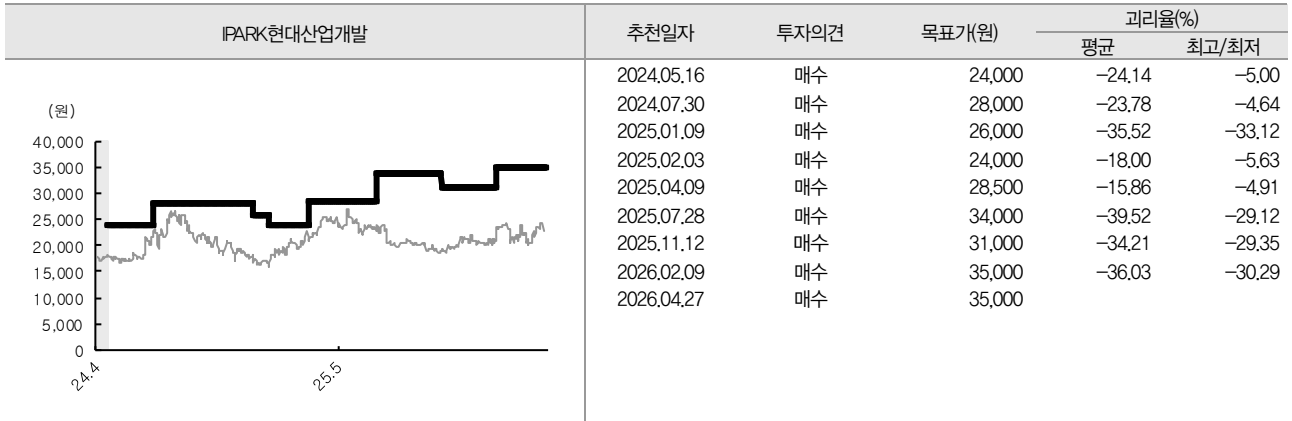 IPARK현대산업개발
(원)
40,000
35,000
30,000
25,000
20,000
15,000
10,000
5,000
0
24.4
25.5
추천일자 투자의견 목표가(원) 괴리율(%)
평균 최고/최저
2024.05.16 매수 24,000 −24.14 −5.00
2024.07.30 매수 28,000 −23.78 −4.64
2025.01.09 매수 26,000 −35.52 −33.12
2025.02.03 매수 24,000 −18.00 −5.63
2025.04.09 매수 28,500 −15.86 −4.91
2025.07.28 매수 34,000 −39.52 −29.12
2025.11.12 매수 31,000 −34.21 −29.35
2026.02.09 매수 35,000 −36.03 −30.29
2026.04.27 매수 35,000